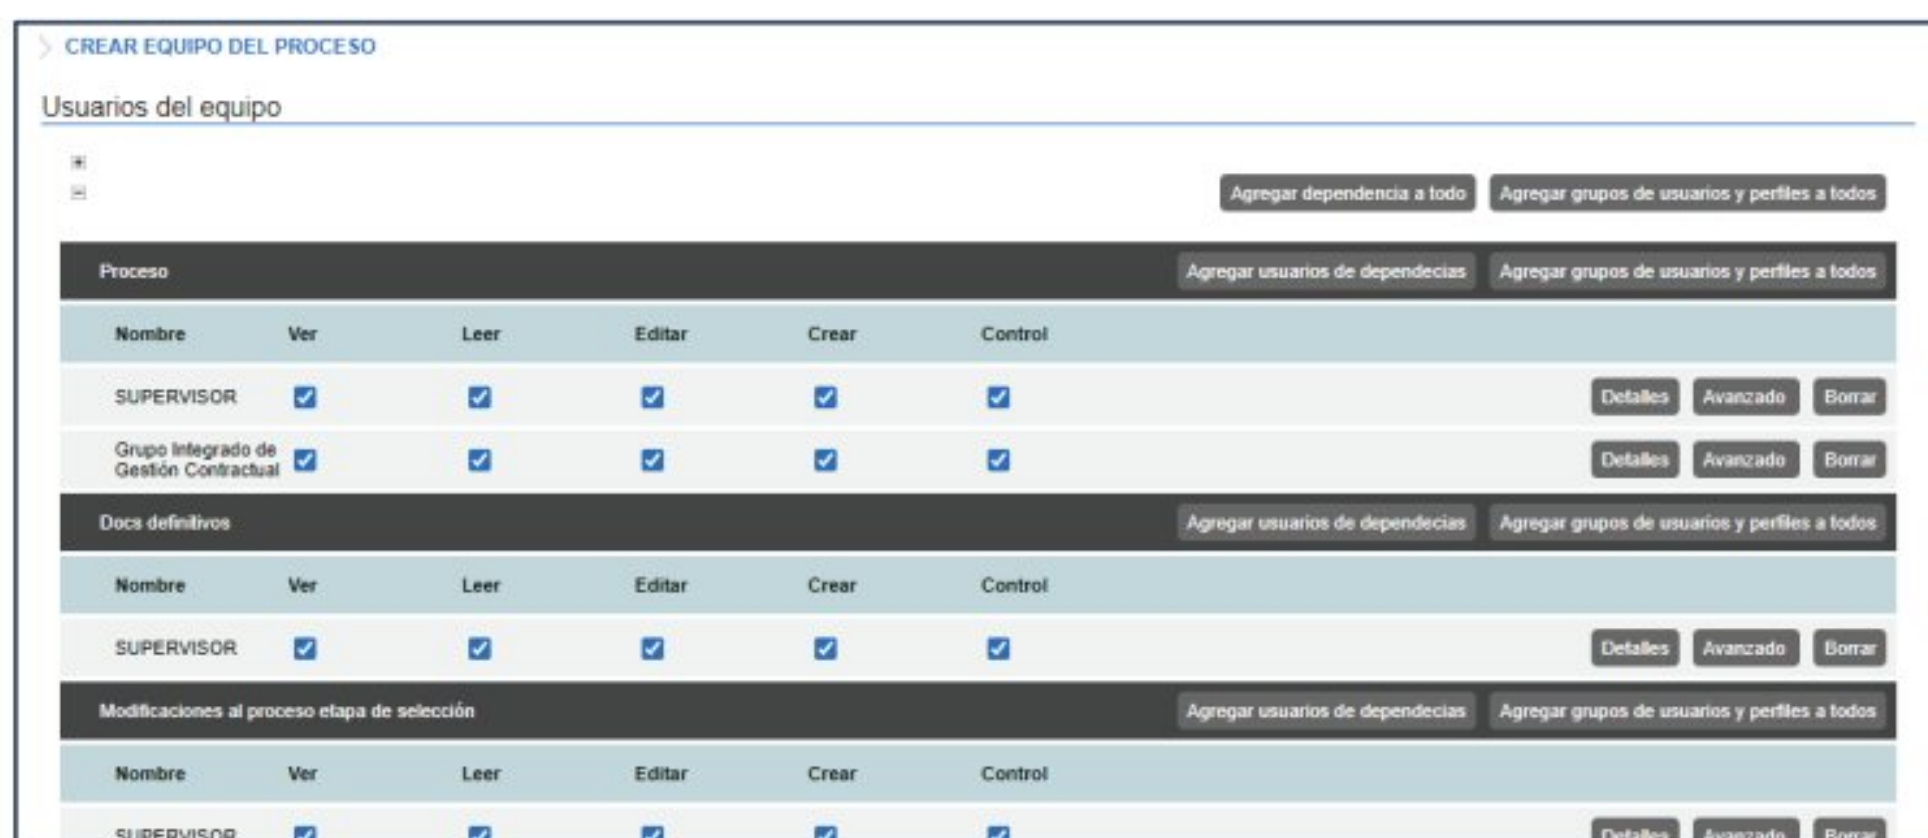 CREAR EQUIPO DEL PROCESO
Usuarios del equipo
Agregar dependencia a todo Agregar grupos de usuarios y perfiles a todos
Proceso Agregar usuarios de dependecias Agregar grupos de usuarios y perfiles a todos
Nombre Ver Leer Editar Crear Control
SUPERVISOR Detalles Avanzado Borrar
Grupo Integrado de
Gestión Contractual Detalles Avanzado Borrar
Docs definitivos Agregar usuarios de dependecias Agregar grupos de usuarios y perfiles a todos
Nombre Ver Leer Editar Crear Control
SUPERVISOR Detalles Avanzado Borrar
Modificaciones al proceso etapa de selección Agregar usuarios de dependecias Agregar grupos de usuarios y perfiles a todos
Nombre Ver Leer Editar Crear Control
SUPERVISOR Detalles Avanzado Borrar